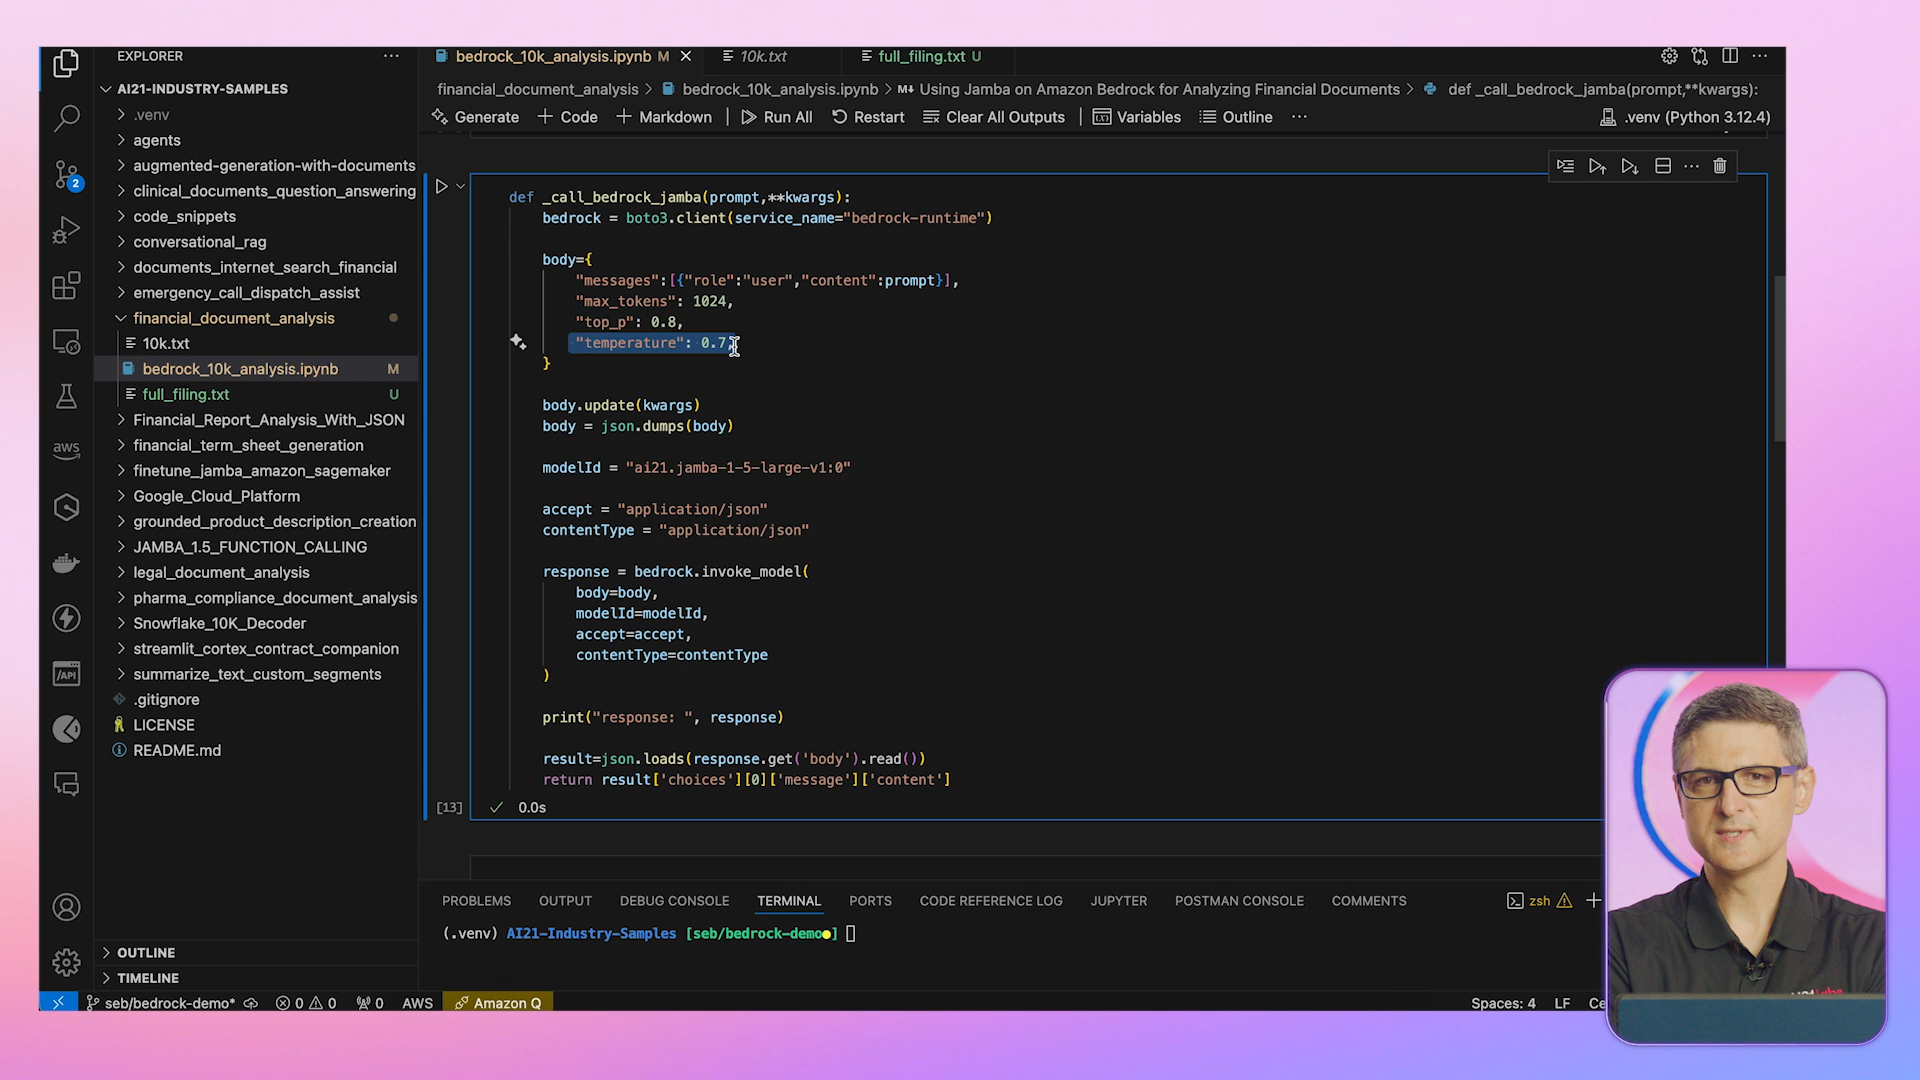 EXPLORER
AI21-INDUSTRY-SAMPLES
.venv
agents
augmented-generation-with-documents
clinical_documents_question_answering
code_snippets
conversational_rag
documents_internet_search_financial
emergency_call_dispatch_assist
financial_document_analysis
10k.txt
bedrock_10k_analysis.ipynb M
full_filing.txt U
Financial_Report_Analysis_With_JSON
financial_term_sheet_generation
finetune_jamba_amazon_sagemaker
Google_Cloud_Platform
grounded_product_description_creation
JAMBA_1.5_FUNCTION_CALLING
legal_document_analysis
pharma_compliance_document_analysis
Snowflake_10K_Decoder
streamlit_cortex_contract_companion
summarize_text_custom_segments
.gitignore
LICENSE
README.md
OUTLINE
TIMELINE
2
aws
/API
bedrock_10k_analysis.ipynb M
10k.txt
full_filing.txt U
financial_document_analysis > bedrock_10k_analysis.ipynb > Using Jamba on Amazon Bedrock for Analyzing Financial Documents > def _call_bedrock_jamba(prompt,**kwargs):
Generate + Code + Markdown Run All Restart Clear All Outputs Variables Outline ... .venv (Python 3.12.4)
def _call_bedrock_jamba(prompt,**kwargs):
bedrock = boto3.client(service_name="bedrock-runtime")
body={
"messages":[{"role":"user","content":prompt}],
"max_tokens": 1024,
"top_p": 0.8,
"temperature": 0.7,
}
body.update(kwargs)
body = json.dumps(body)
modelId = "ai21.jamba-1-5-large-v1:0"
accept = "application/json"
contentType = "application/json"
response = bedrock.invoke_model(
body=body,
modelId=modelId,
accept=accept,
contentType=contentType
)
print("response: ", response)
result=json.loads(response.get('body').read())
return result['choices'][0]['message']['content']
[13] 0.0s
PROBLEMS OUTPUT DEBUG CONSOLE TERMINAL PORTS CODE REFERENCE LOG JUPYTER POSTMAN CONSOLE COMMENTS zsh
(.venv) AI21-Industry-Samples [seb/bedrock-demo●]
seb/bedrock-demo* 0 0 0 AWS Amazon Q Spaces: 4 LF